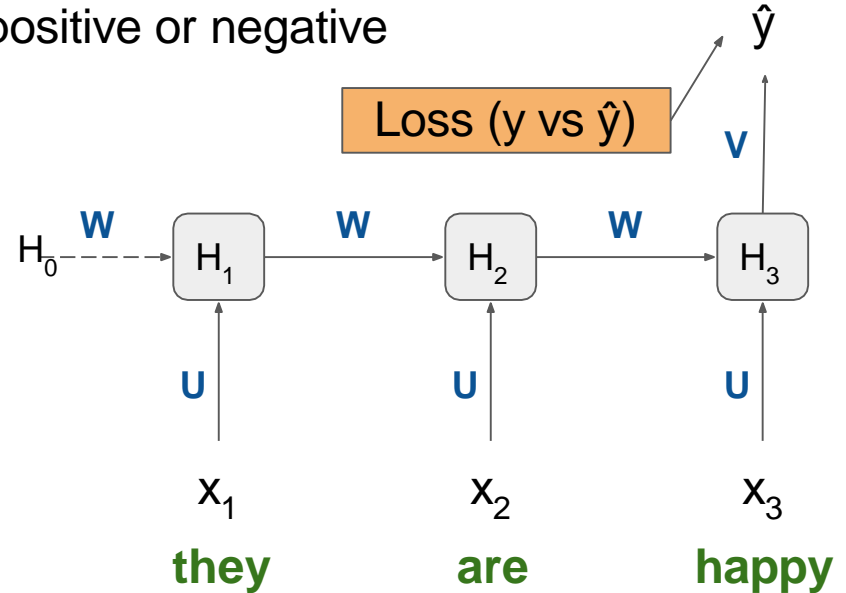 positive or negative
ŷ
Loss (y vs ŷ)
V
W W W
H₀ H₁ H₂ H₃
U U U
x₁ x₂ x₃
they are happy